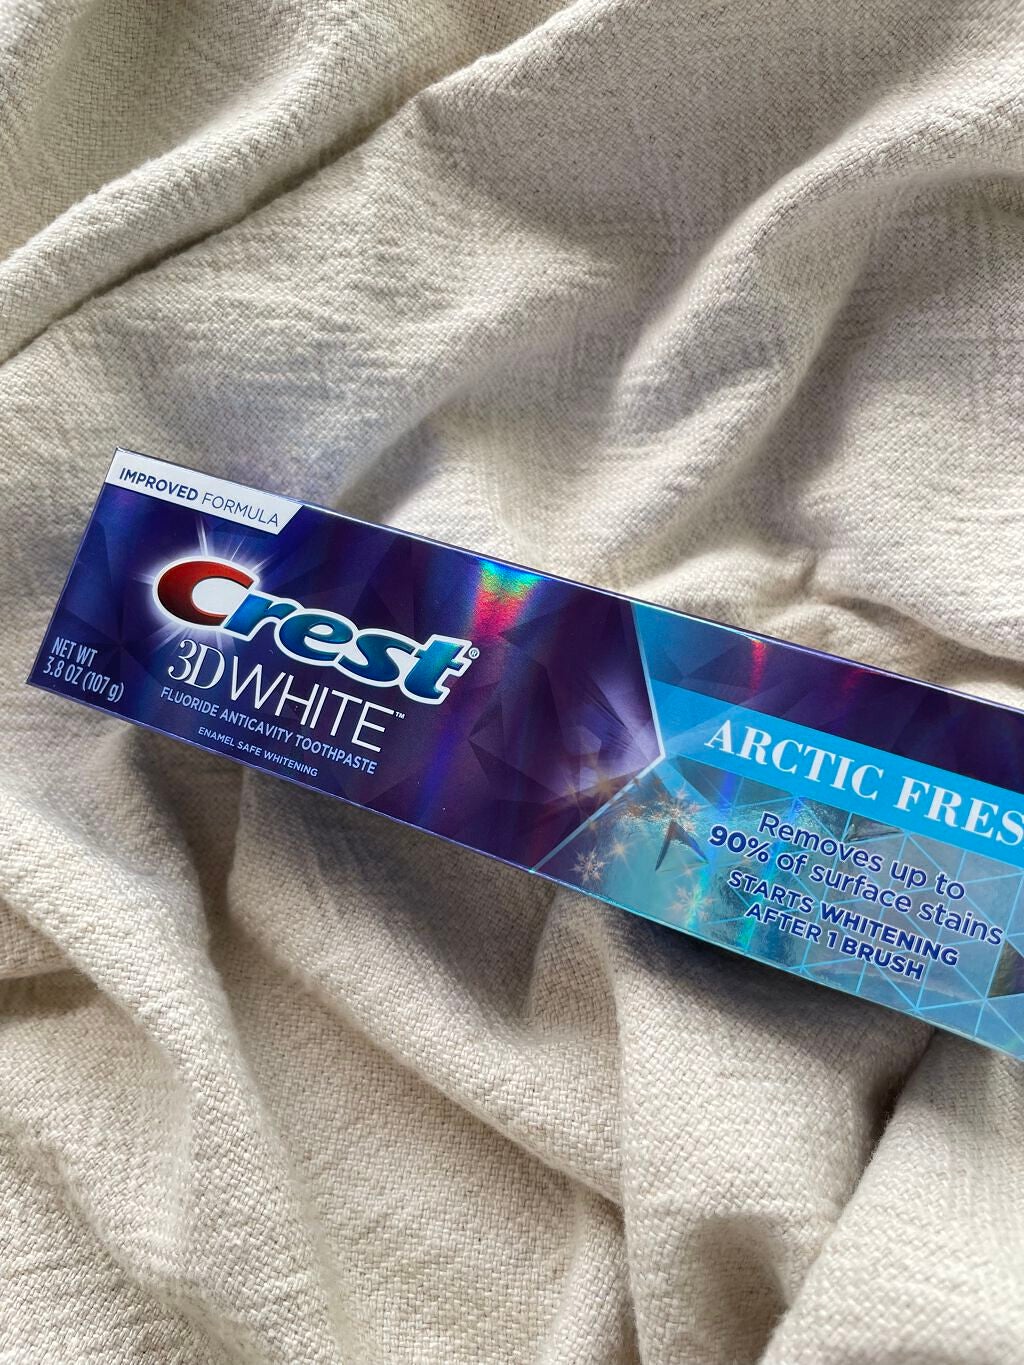 IMPROVED FORMULA
Crest®
3D WHITE™
FLUORIDE ANTICAVITY TOOTHPASTE
ENAMEL SAFE WHITENING
NET WT
3.8 OZ (107 g)
ARCTIC FRES
Removes up to
90% of surface stains
STARTS WHITENING
AFTER 1 BRUSH